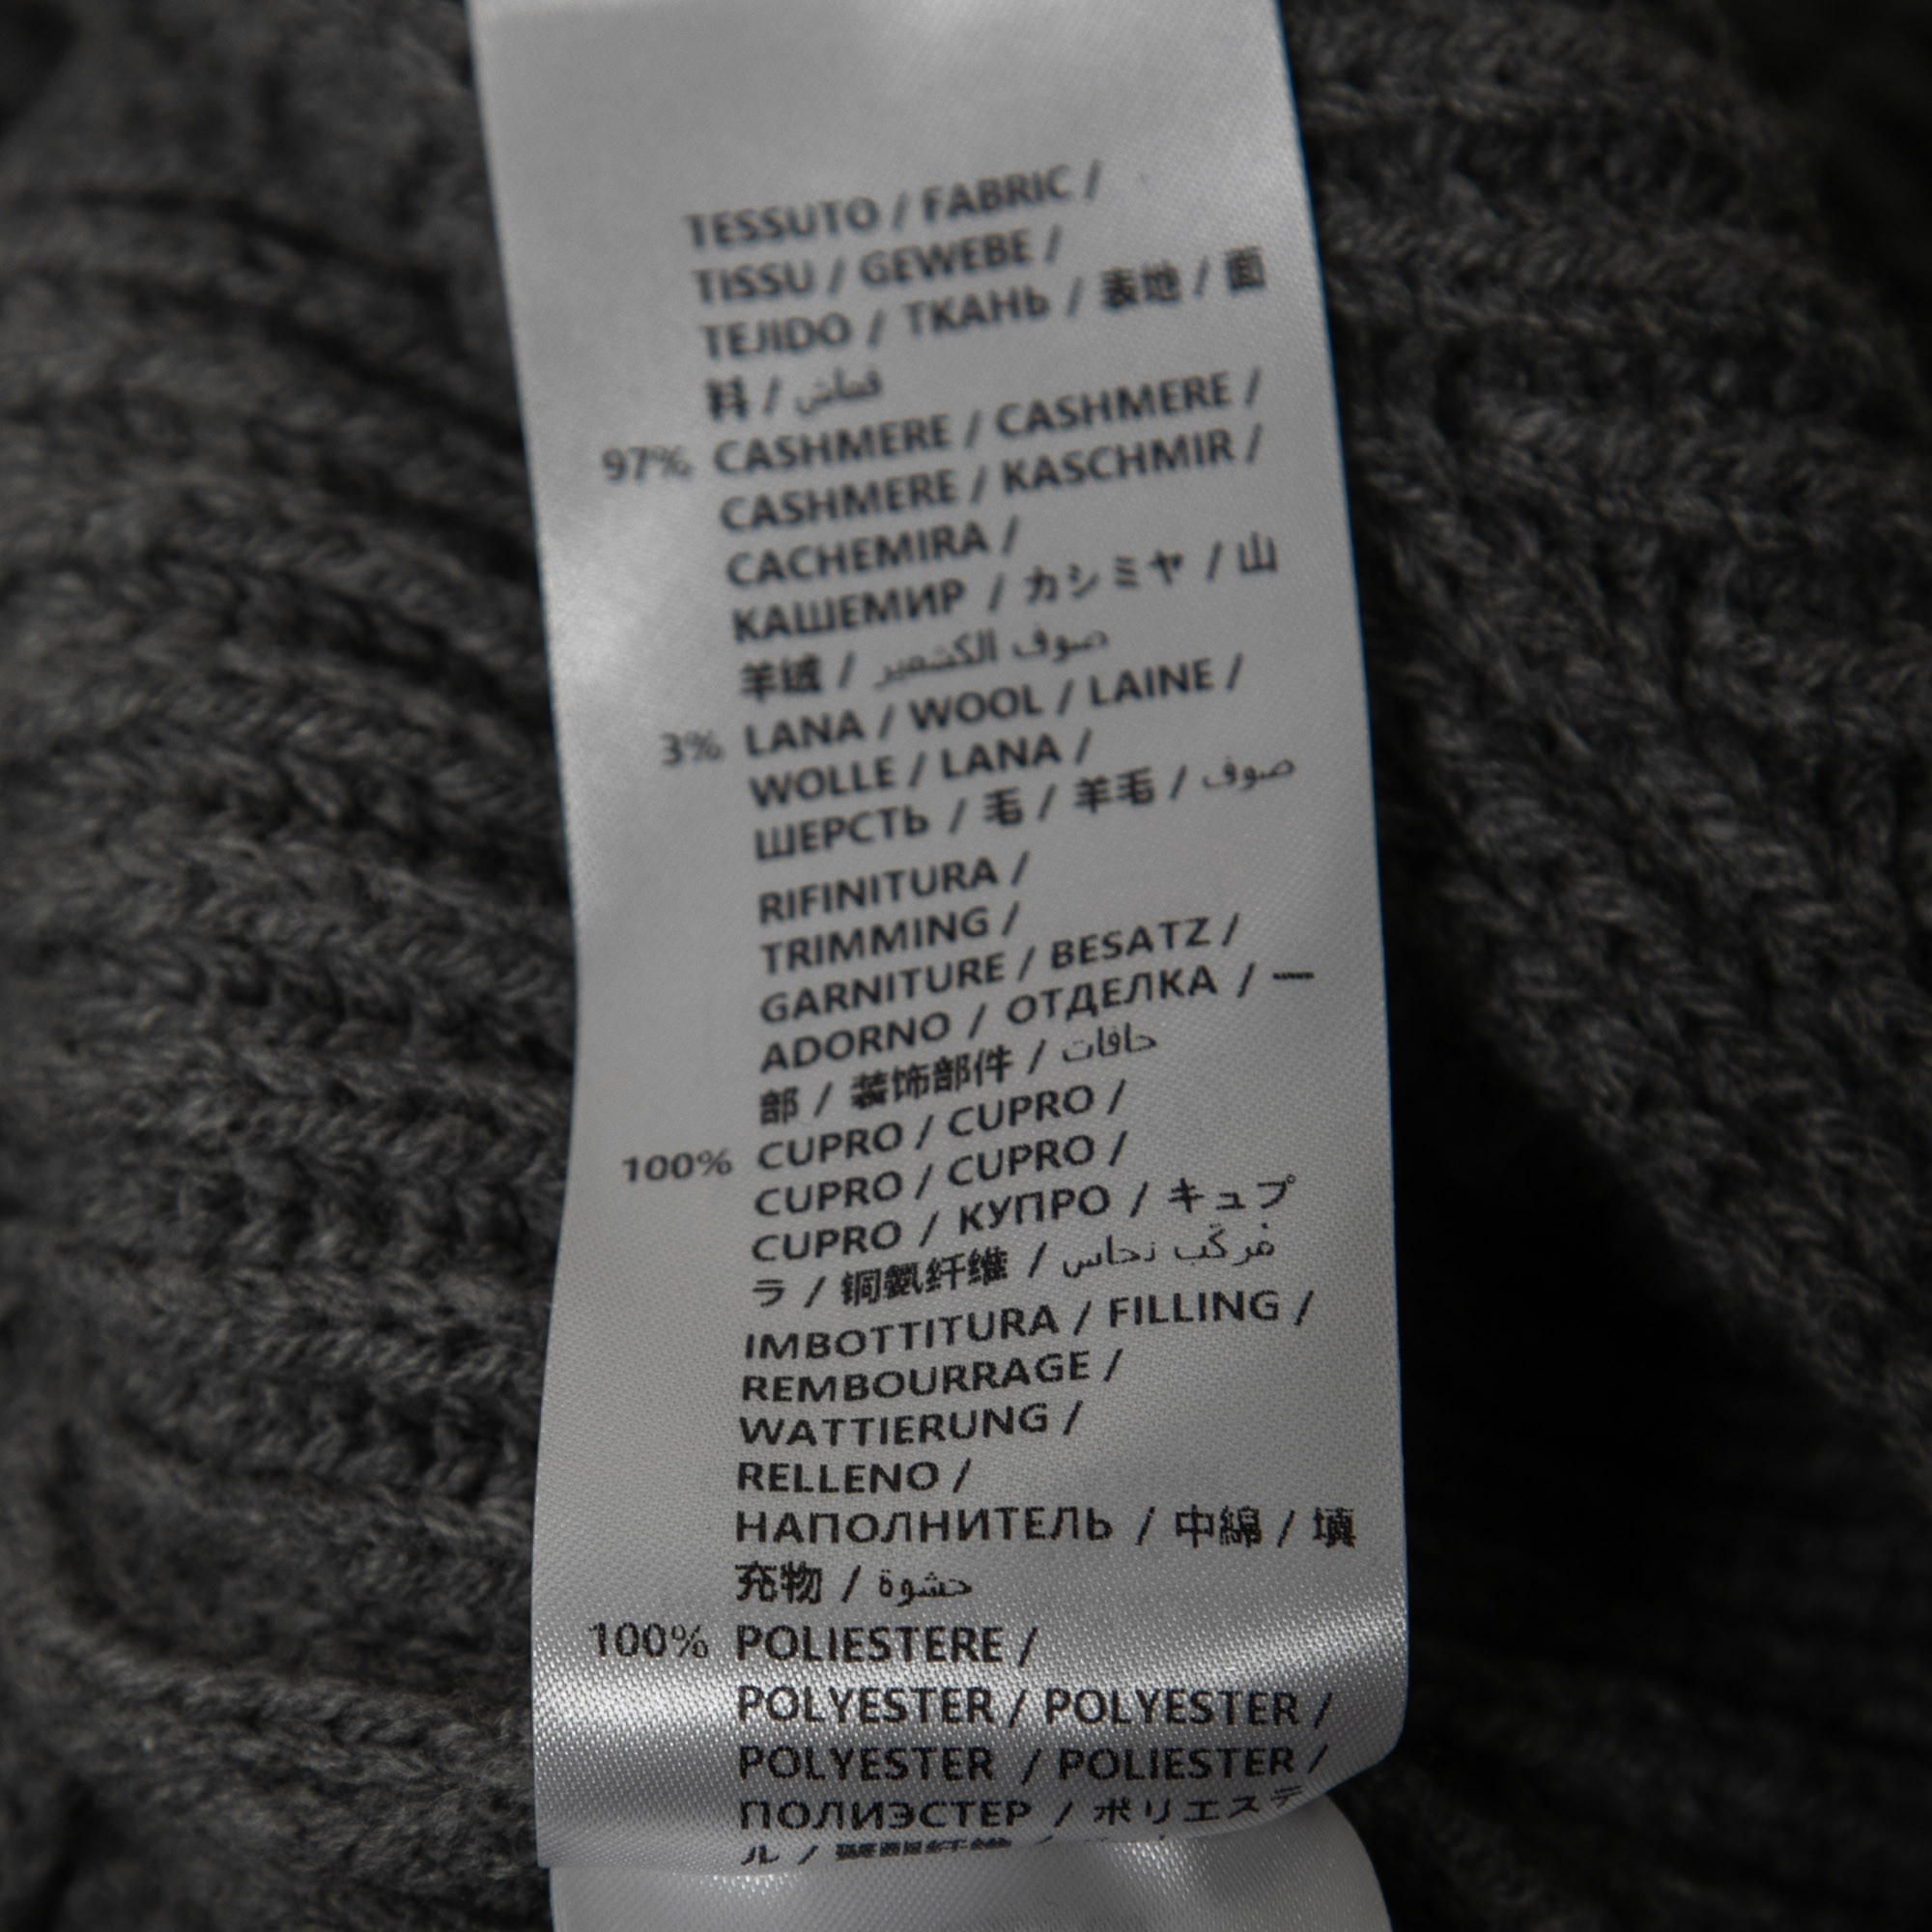 TESSUTO / FABRIC /
TISSU / GEWEBE /
TEJIDO / ТКАНЬ / 表地 / 面
料 / قماش
97% CASHMERE / CASHMERE /
CASHMERE / KASCHMIR /
CACHEMIRA /
КАШЕМИР / カシミヤ / 山
羊绒 / صوف الكشمير
3% LANA / WOOL / LAINE /
WOLLE / LANA /
ШЕРСТЬ / 毛 / 羊毛 / صوف
RIFINITURA /
TRIMMING /
GARNITURE / BESATZ /
ADORNO / ОТДЕЛКА / 一
部 / 装饰部件 / حافات
100% CUPRO / CUPRO /
CUPRO / CUPRO /
CUPRO / КУПРО / キュプ
ラ / 铜氨纤维 / مركّب نحاس
IMBOTTITURA / FILLING /
REMBOURRAGE /
WATTIERUNG /
RELLENO /
НАПОЛНИТЕЛЬ / 中綿 / 填
充物 / حشوة
100% POLIESTERE /
POLYESTER / POLYESTER /
POLYESTER / POLIESTER /
ПОЛИЭСТЕР / ポリエステ
ル /